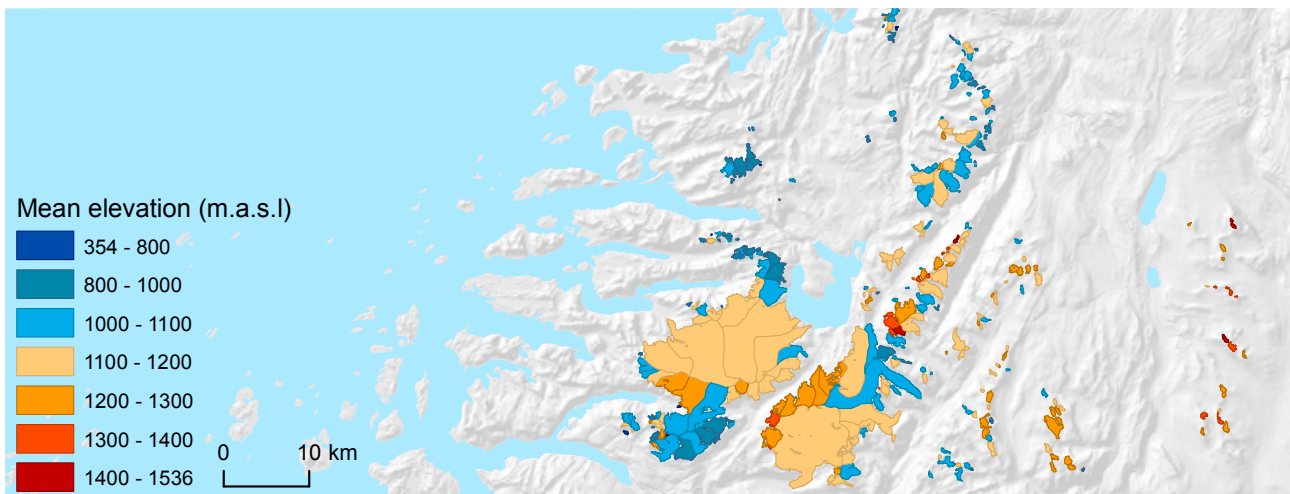 Mean elevation (m.a.s.l)
354 - 800
800 - 1000
1000 - 1100
1100 - 1200
1200 - 1300
1300 - 1400
1400 - 1536
0 10 km